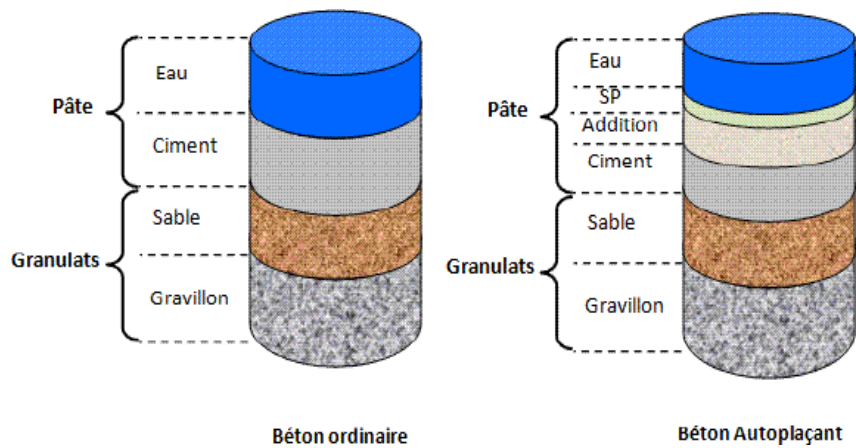 Pâte
Eau
Ciment
Granulats
Sable
Gravillon
Béton ordinaire
Pâte
Eau
SP
Addition
Ciment
Granulats
Sable
Gravillon
Béton Autoplaçant